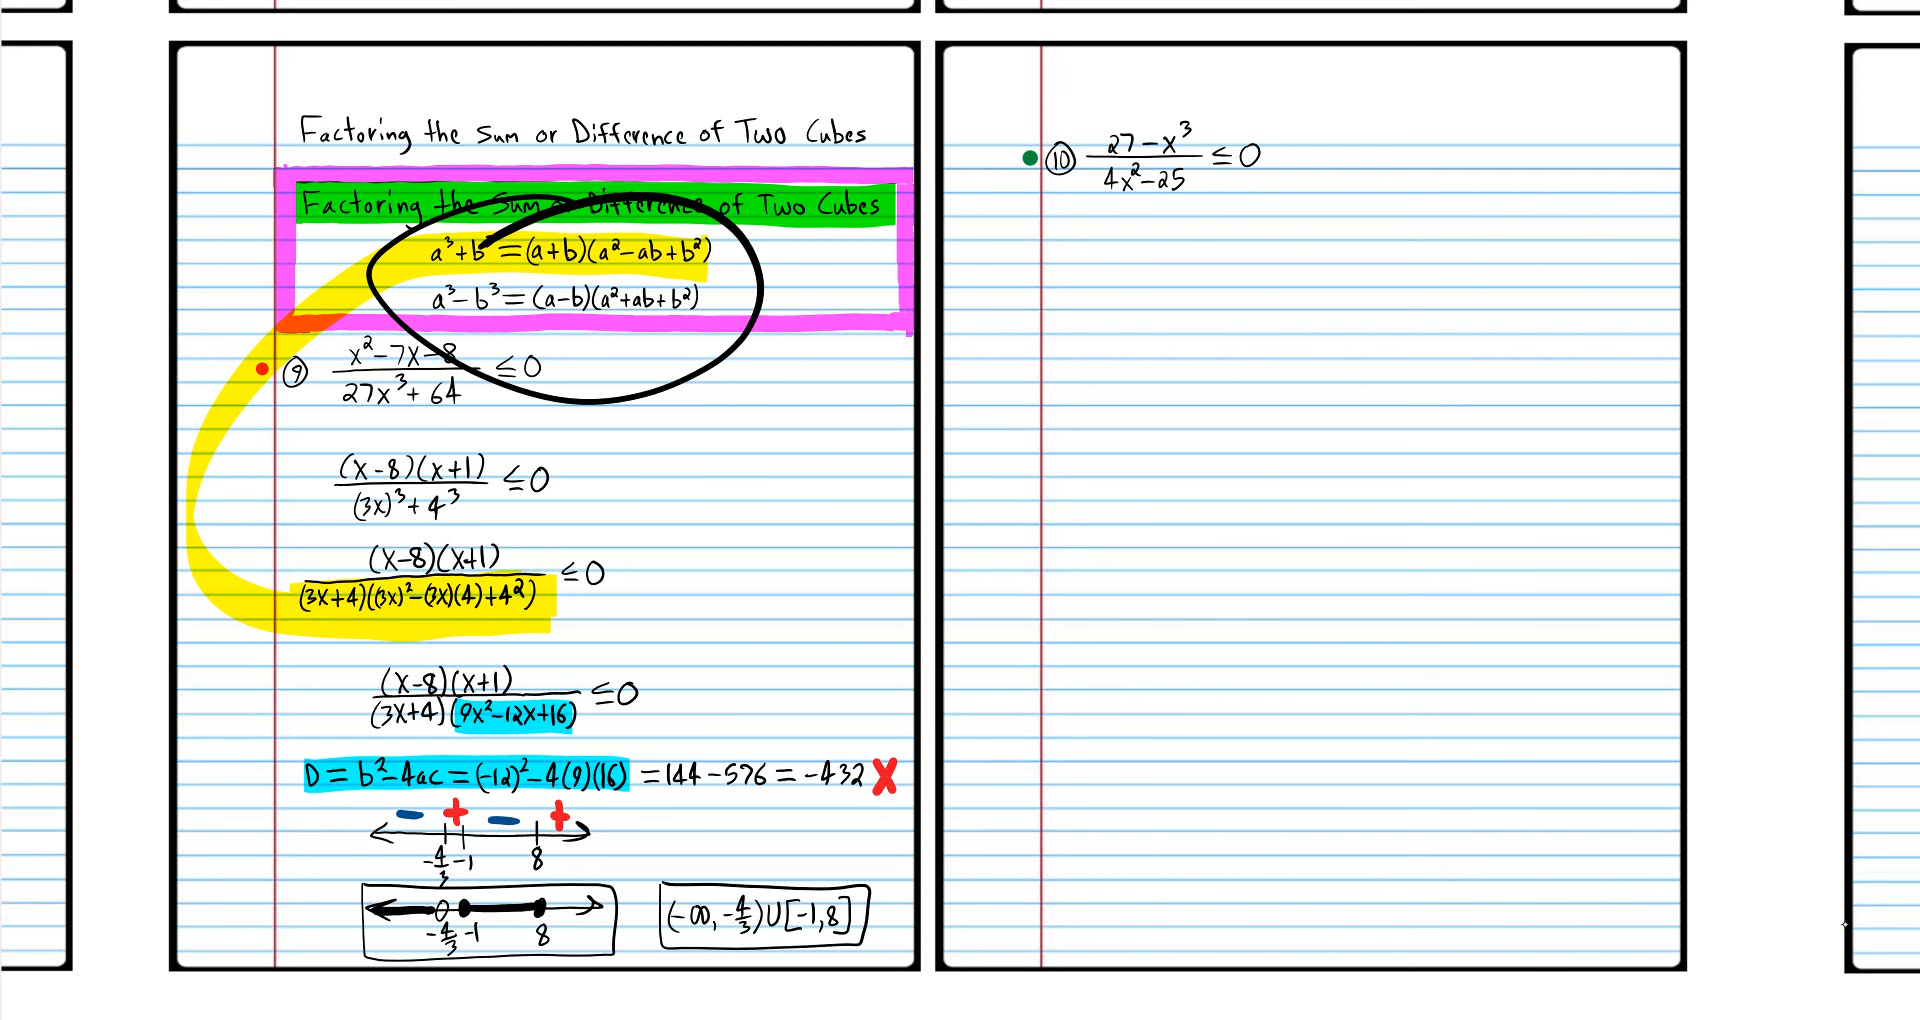 Factoring the Sum or Difference of Two Cubes
Factoring the Sum or Difference of Two Cubes
a³+b³=(a+b)(a²-ab+b²)
a³-b³=(a-b)(a²+ab+b²)
⑨ (x²-7x-8)/(27x³+64) ≤0
((x-8)(x+1))/((3x)³+4³) ≤0
((x-8)(x+1))/((3x+4)((3x)²-(3x)(4)+4²)) ≤0
((x-8)(x+1))/((3x+4)(9x²-12x+16)) ≤0
D=b²-4ac=(-12)²-4(9)(16) =144-576=-432 X
- + - +
-4/3 -1 8
-4/3 -1 8
(-∞,-4/3)U[-1,8]
⑩ (27-x³)/(4x²-25) ≤0